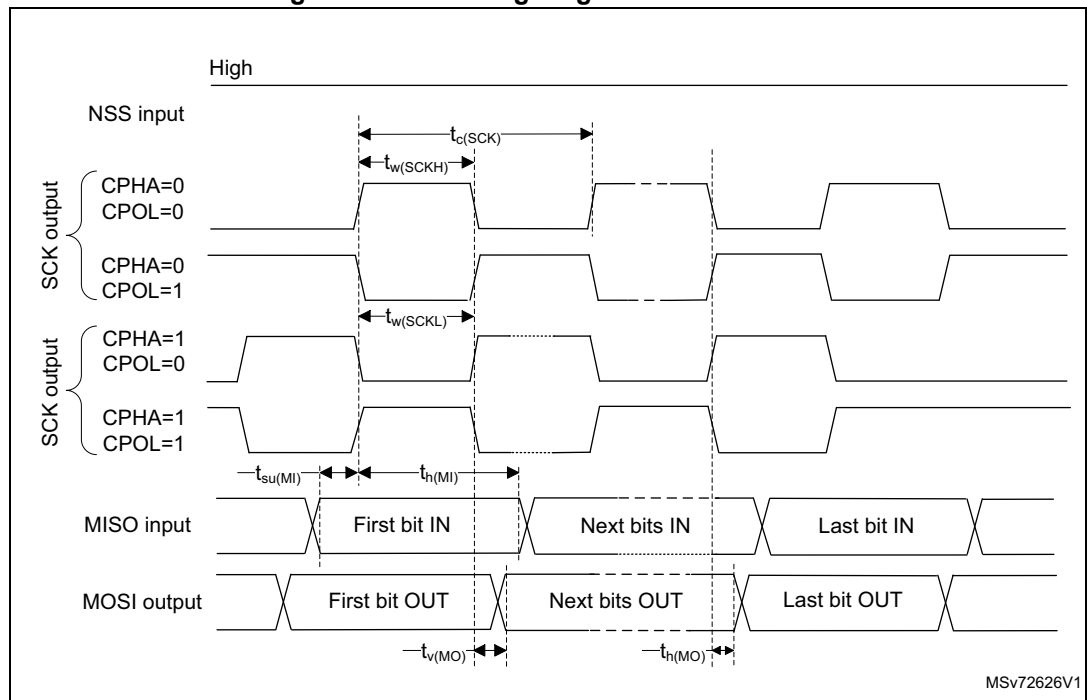 High
NSS input
tc(SCK)
tw(SCKH)
SCK output
CPHA=0
CPOL=0
CPHA=0
CPOL=1
tw(SCKL)
SCK output
CPHA=1
CPOL=0
CPHA=1
CPOL=1
tsu(MI)
th(MI)
MISO input
First bit IN
Next bits IN
Last bit IN
MOSI output
First bit OUT
Next bits OUT
Last bit OUT
tv(MO)
th(MO)
MSv72626V1